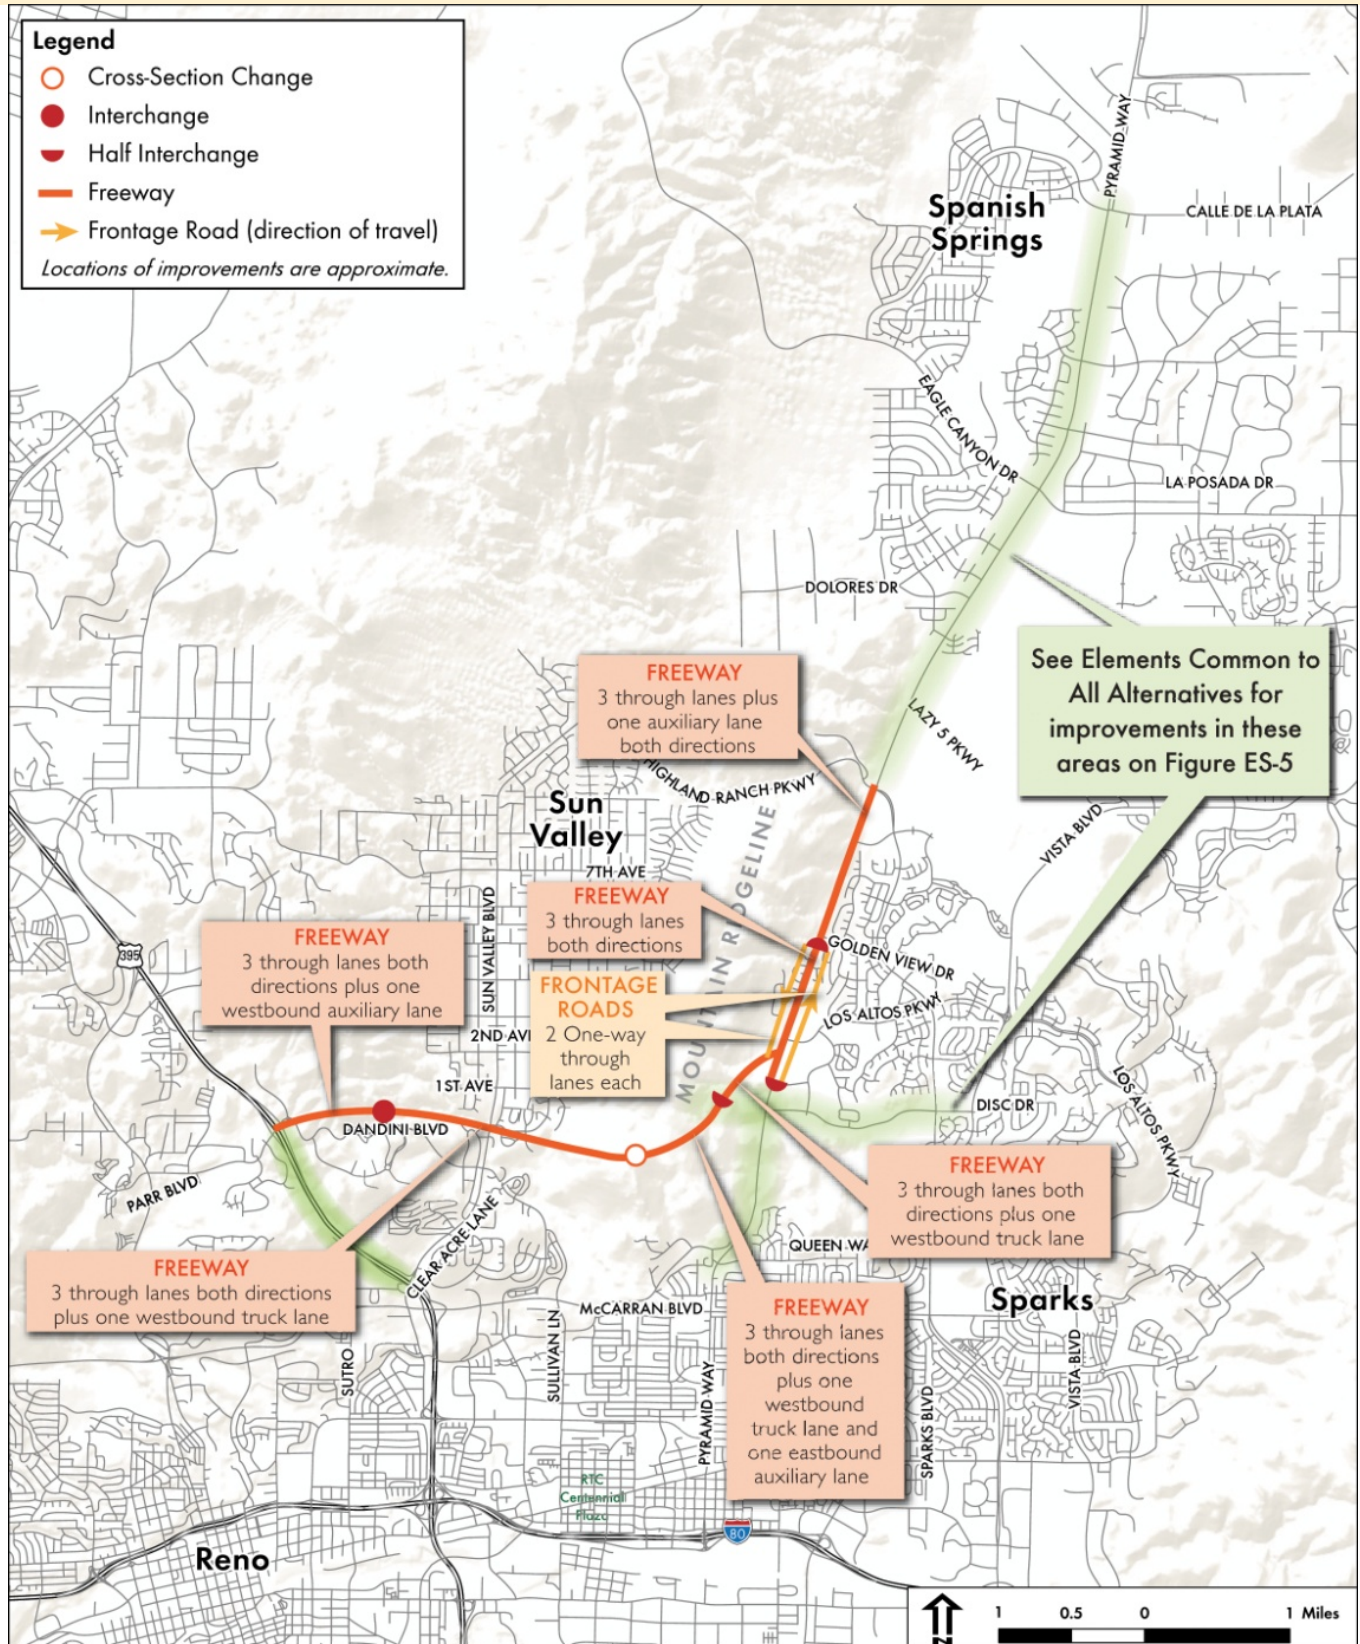 Legend
Cross-Section Change
Interchange
Half Interchange
Freeway
Frontage Road (direction of travel)
Locations of improvements are approximate.
PYRAMID WAY
Spanish
Springs
CALLE DE LA PLATA
EAGLE CANYON DR
LA POSADA DR
DOLORES DR
See Elements Common to
All Alternatives for
improvements in these
areas on Figure ES-5
FREEWAY
3 through lanes plus
one auxiliary lane
both directions
LAZY 5 PKWY
HIGHLAND RANCH PKWY
Sun
Valley
VISTA BLVD
7TH AVE
MOUNTAIN RIDGELINE
FREEWAY
3 through lanes
both directions
SUN VALLEY BLVD
FREEWAY
3 through lanes both
directions plus one
westbound auxiliary lane
395
GOLDEN VIEW DR
FRONTAGE
ROADS
2 One-way
through
lanes each
LOS ALTOS PKWY
2ND AV
1ST AVE
LOS ALTOS PKWY
DISC DR
DANDINI BLVD
FREEWAY
3 through lanes both
directions plus one
westbound truck lane
PARR BLVD
CLEAR ACRE LANE
QUEEN WA
FREEWAY
3 through lanes both directions
plus one westbound truck lane
Sparks
McCARRAN BLVD
FREEWAY
3 through lanes
both directions
plus one
westbound
truck lane and
one eastbound
auxiliary lane
SUTRO
SULLIVAN LN
PYRAMID WAY
SPARKS BLVD
VISTA BLVD
RTC
Centennial
Plaza
80
Reno
1 0.5 0 1 Miles